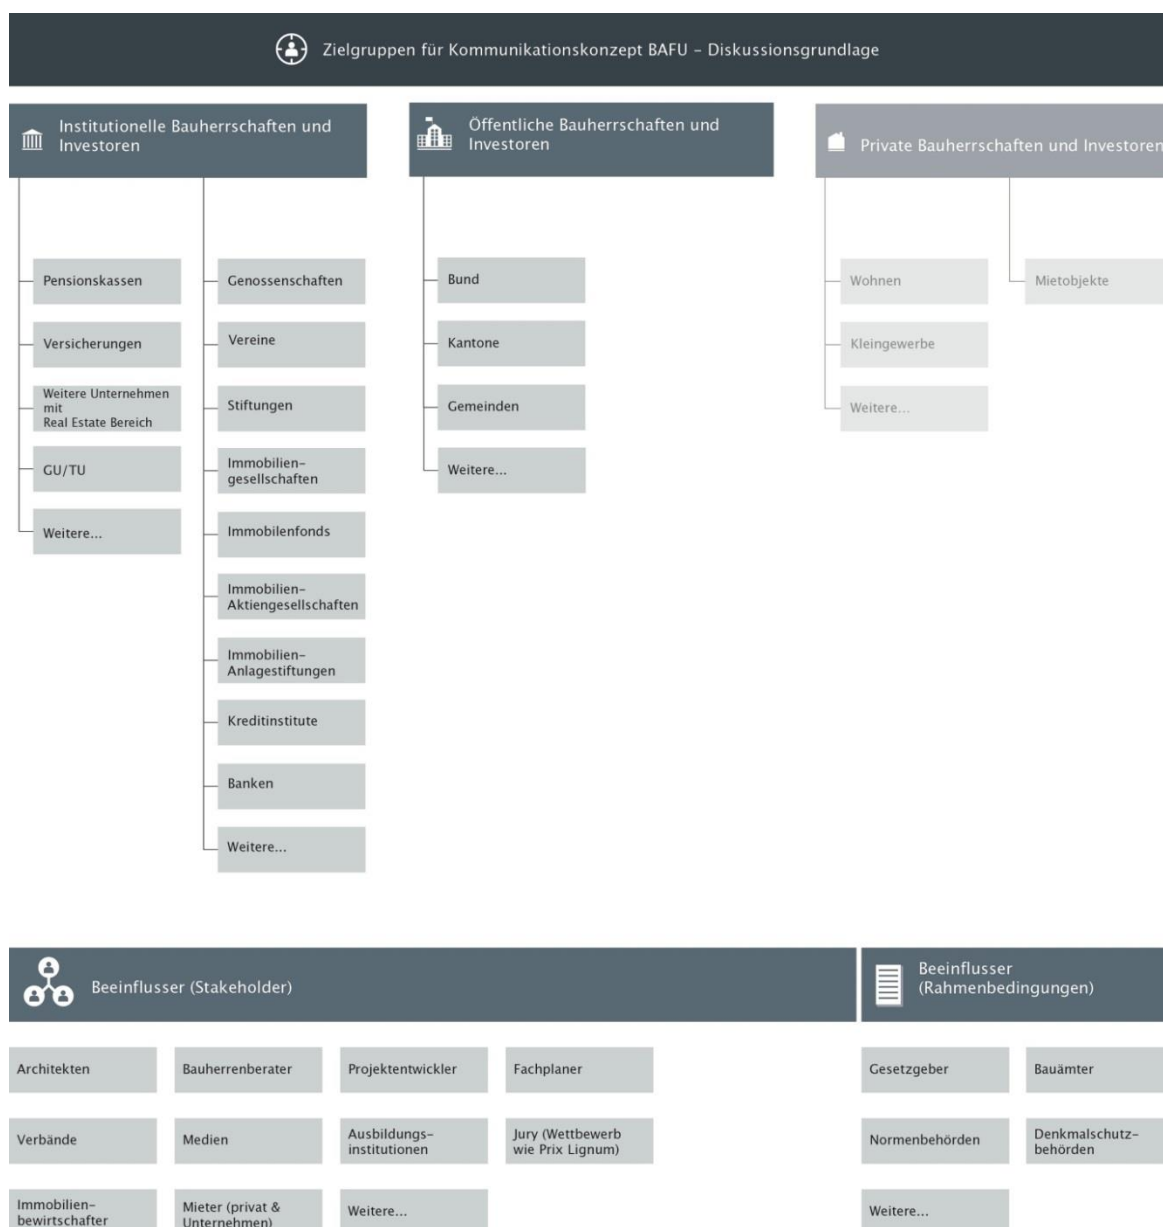 Zielgruppen für Kommunikationskonzept BAFU – Diskussionsgrundlage
Institutionelle Bauherrschaften und
Investoren
Pensionskassen
Versicherungen
Weitere Unternehmen
mit
Real Estate Bereich
GU/TU
Weitere...
Genossenschaften
Vereine
Stiftungen
Immobilien-
gesellschaften
Immobilenfonds
Immobilien-
Aktiengesellschaften
Immobilien-
Anlagestiftungen
Kreditinstitute
Banken
Weitere...
Öffentliche Bauherrschaften und
Investoren
Bund
Kantone
Gemeinden
Weitere...
Private Bauherrschaften und Investoren
Wohnen
Kleingewerbe
Weitere...
Mietobjekte
Beeinflusser (Stakeholder)
Architekten
Bauherrenberater
Projektentwickler
Fachplaner
Verbände
Medien
Ausbildungs-
institutionen
Jury (Wettbewerb
wie Prix Lignum)
Immobilien-
bewirtschafter
Mieter (privat &
Unternehmen)
Weitere...
Beeinflusser
(Rahmenbedingungen)
Gesetzgeber
Bauämter
Normenbehörden
Denkmalschutz-
behörden
Weitere...